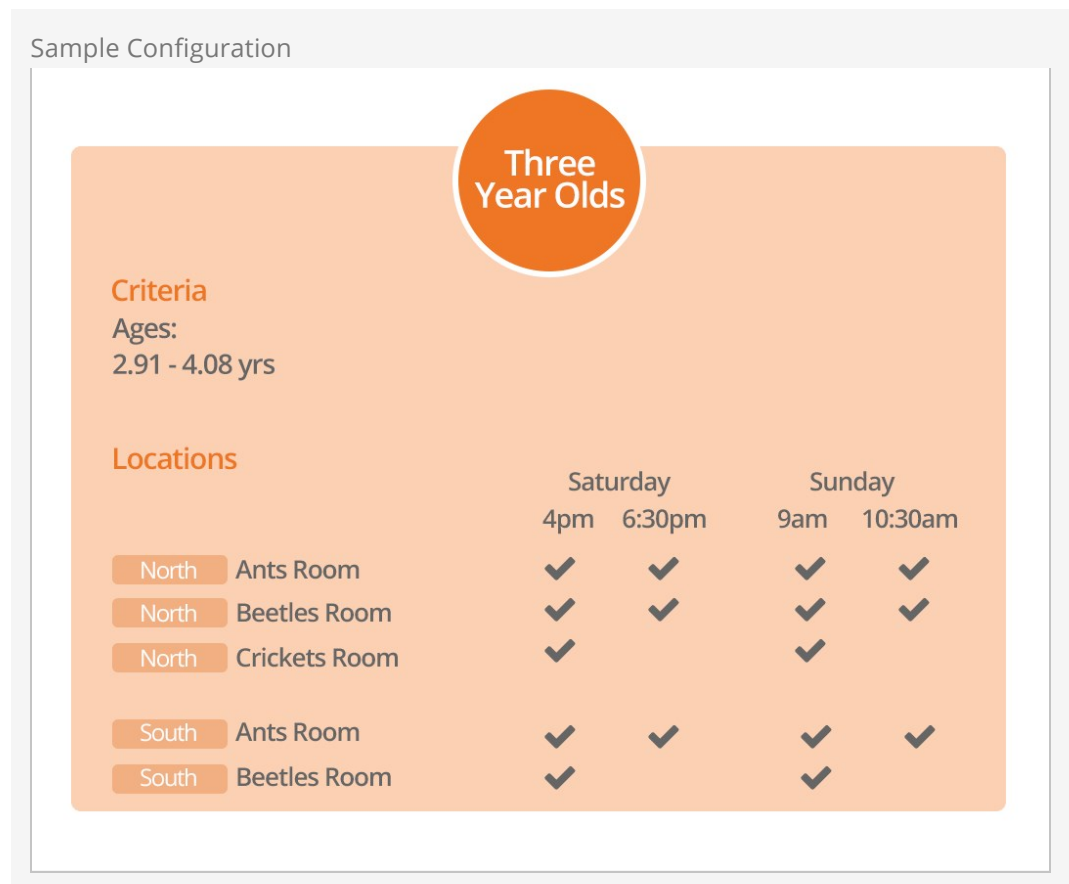 Sample Configuration
Three
Year Olds
Criteria
Ages:
2.91 - 4.08 yrs
Locations
Saturday Sunday
4pm 6:30pm 9am 10:30am
North Ants Room
North Beetles Room
North Crickets Room
South Ants Room
South Beetles Room